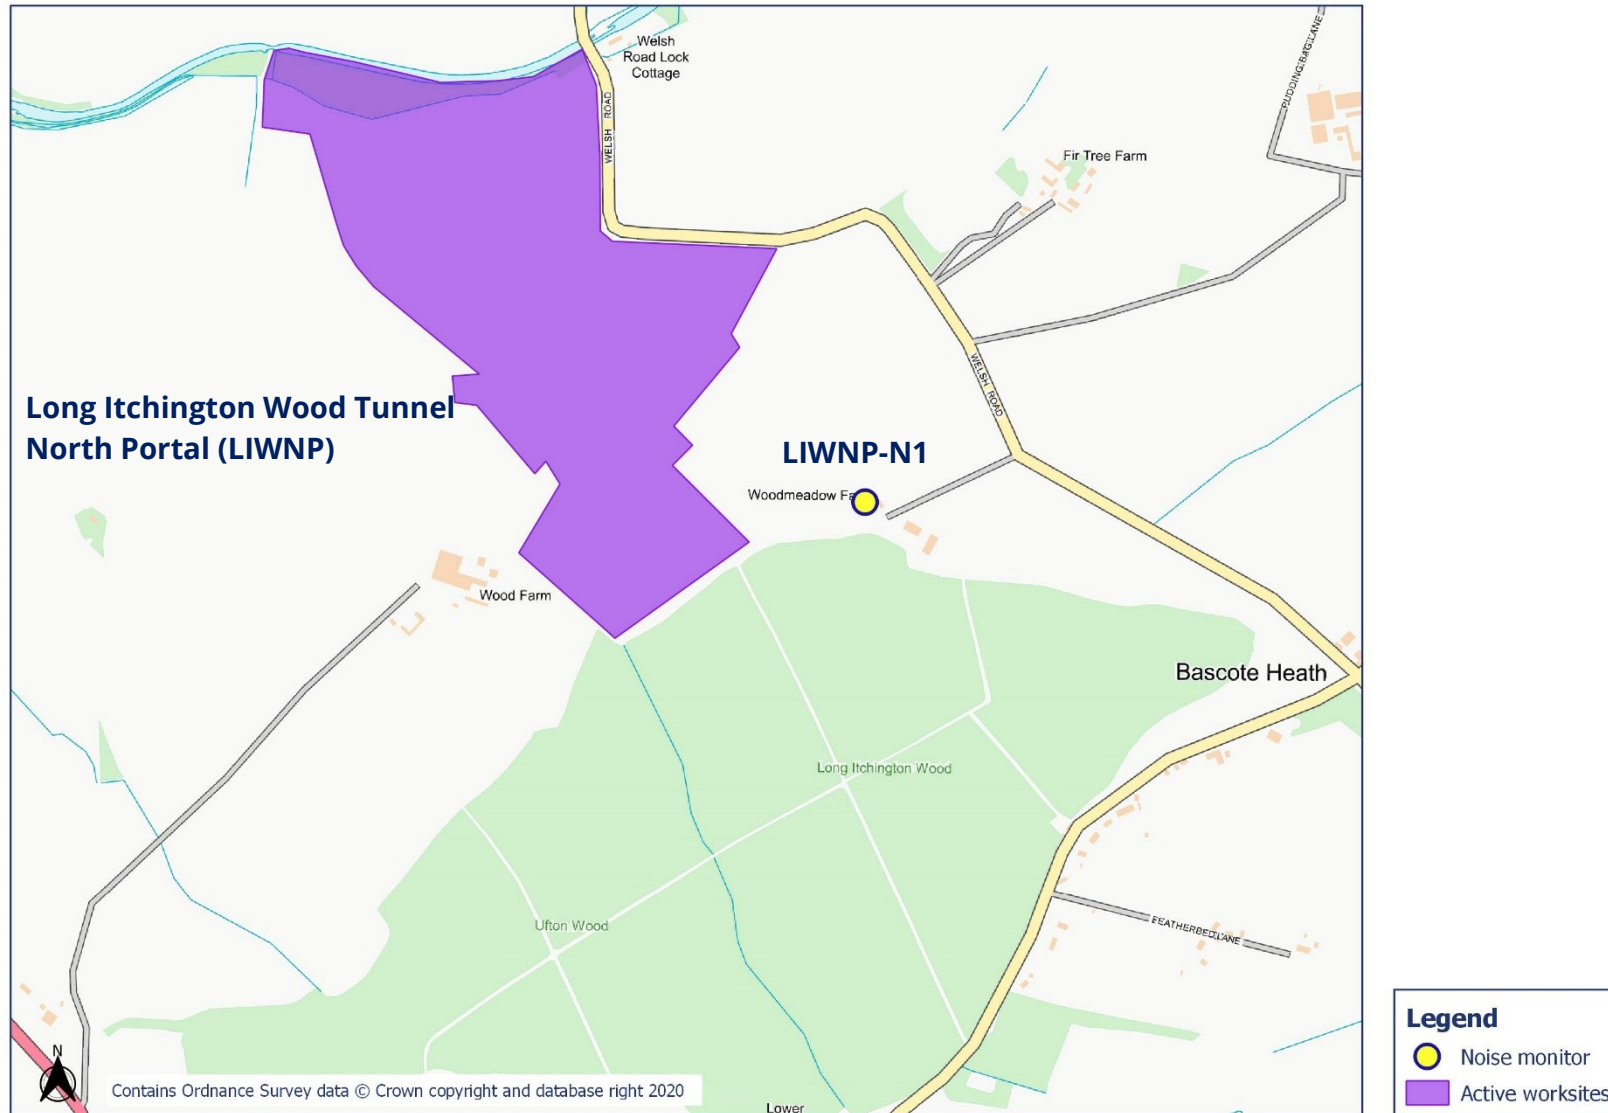 Welsh
Road Lock
Cottage
PUDDING BAG LANE
WELSH ROAD
Fir Tree Farm
WELSH ROAD
Long Itchington Wood Tunnel
North Portal (LIWNP)
LIWNP-N1
Woodmeadow Fa
Wood Farm
Bascote Heath
Long Itchington Wood
Ufton Wood
FEATHERBED LANE
N
Contains Ordnance Survey data © Crown copyright and database right 2020
Lower
Legend
Noise monitor
Active worksites